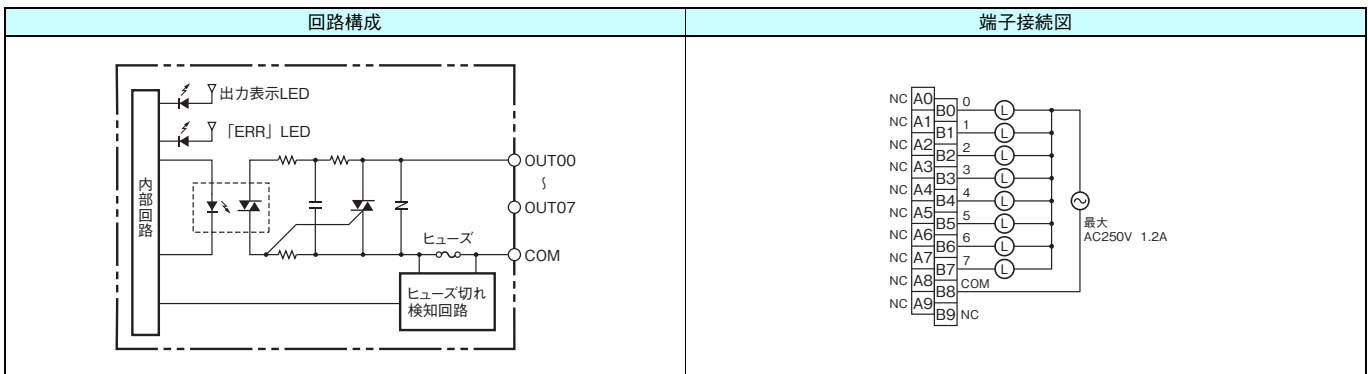 回路構成
端子接続図
出力表示LED
「ERR」LED
内部回路
OUT00
∫
OUT07
ヒューズ
COM
ヒューズ切れ
検知回路
NC A0
B0 0 L
NC A1
B1 1 L
NC A2
B2 2 L
NC A3
B3 3 L
NC A4
B4 4 L
NC A5
B5 5 L
NC A6
B6 6 L
NC A7
B7 7 L
NC A8
B8 COM
NC A9
B9 NC
最大
AC250V 1.2A